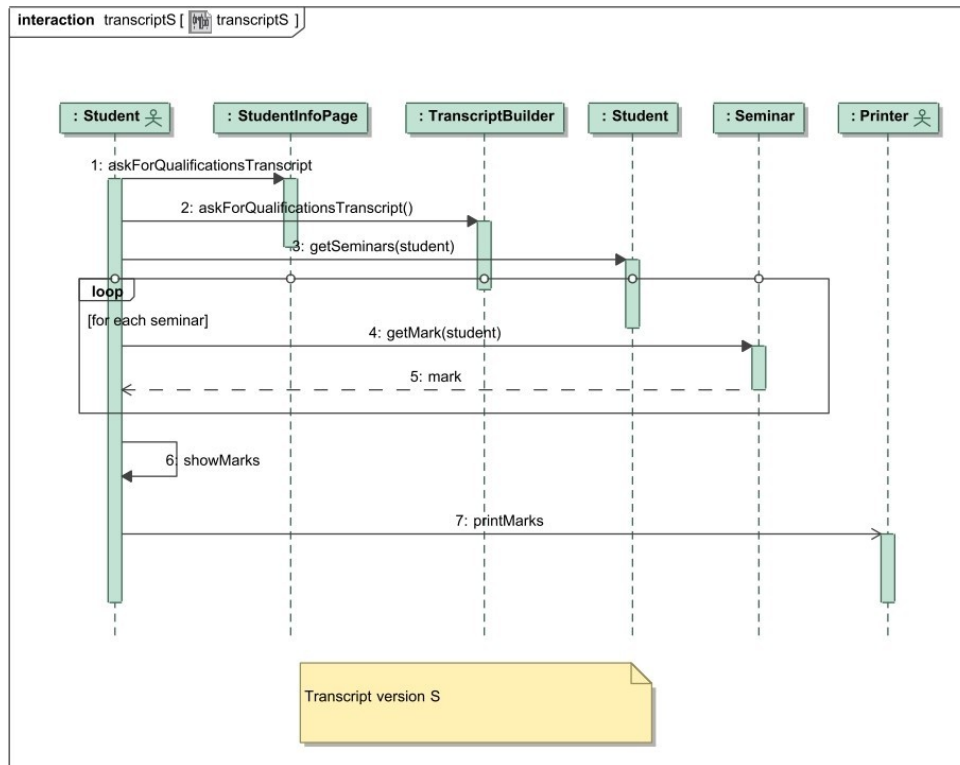 interaction transcriptS [ transcriptS ]
: Student
: StudentInfoPage
: TranscriptBuilder
: Student
: Seminar
: Printer
1: askForQualificationsTranscript
2: askForQualificationsTranscript()
3: getSeminars(student)
loop
[for each seminar]
4: getMark(student)
5: mark
6: showMarks
7: printMarks
Transcript version S